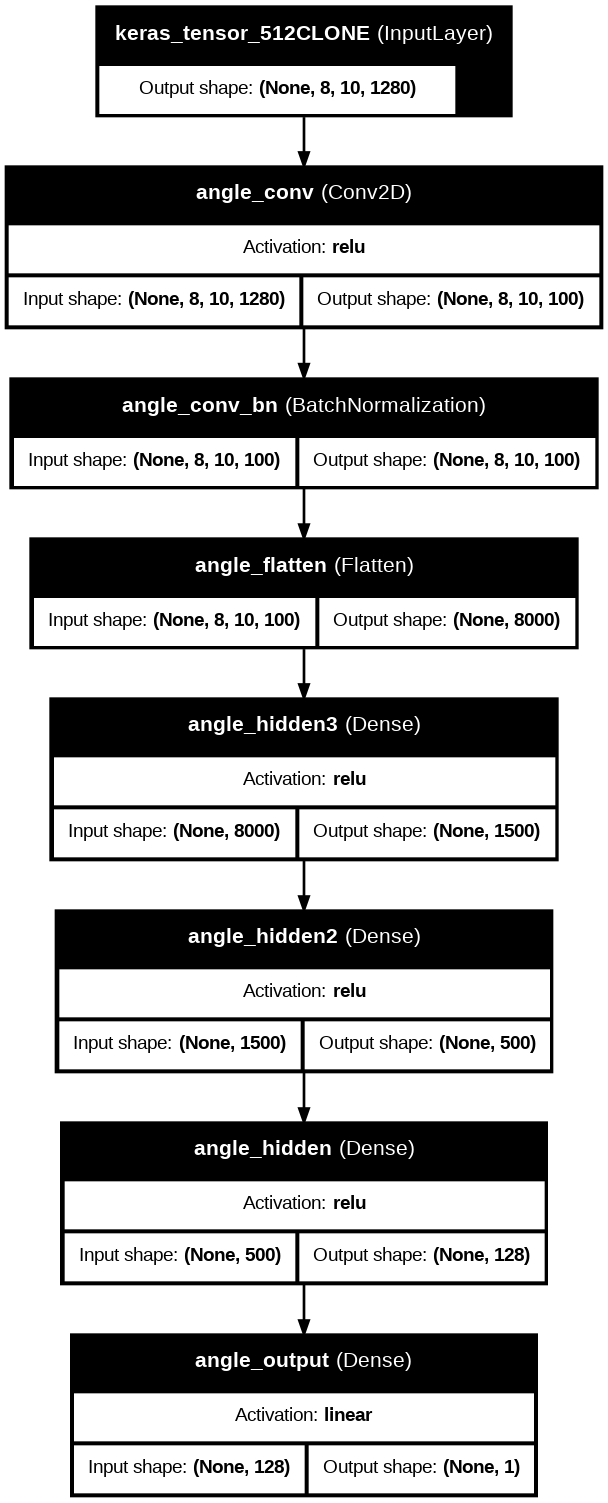 keras_tensor_512CLONE (InputLayer)
Output shape: (None, 8, 10, 1280)
angle_conv (Conv2D)
Activation: relu
Input shape: (None, 8, 10, 1280) Output shape: (None, 8, 10, 100)
angle_conv_bn (BatchNormalization)
Input shape: (None, 8, 10, 100) Output shape: (None, 8, 10, 100)
angle_flatten (Flatten)
Input shape: (None, 8, 10, 100) Output shape: (None, 8000)
angle_hidden3 (Dense)
Activation: relu
Input shape: (None, 8000) Output shape: (None, 1500)
angle_hidden2 (Dense)
Activation: relu
Input shape: (None, 1500) Output shape: (None, 500)
angle_hidden (Dense)
Activation: relu
Input shape: (None, 500) Output shape: (None, 128)
angle_output (Dense)
Activation: linear
Input shape: (None, 128) Output shape: (None, 1)